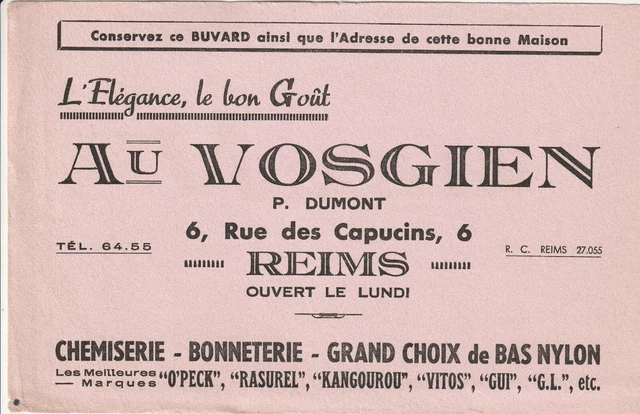 Conservez ce BUVARD ainsi que l'Adresse de cette bonne Maison
L'Elégance, le bon Goût
AU VOSGIEN
P. DUMONT
6, Rue des Capucins, 6
TÉL. 64.55
R. C. REIMS 27.055
REIMS
OUVERT LE LUNDI
CHEMISERIE - BONNETERIE - GRAND CHOIX de BAS NYLON
Les Meilleures Marques "O'PECK", "RASUREL", "KANGOUROU", "VITOS", "GUI", "G.L.", etc.